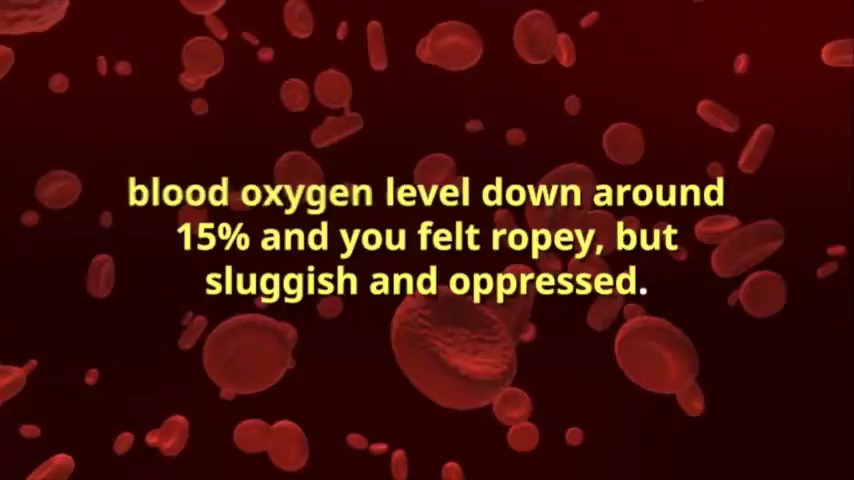 blood oxygen level down around
15% and you felt ropey, but
sluggish and oppressed.